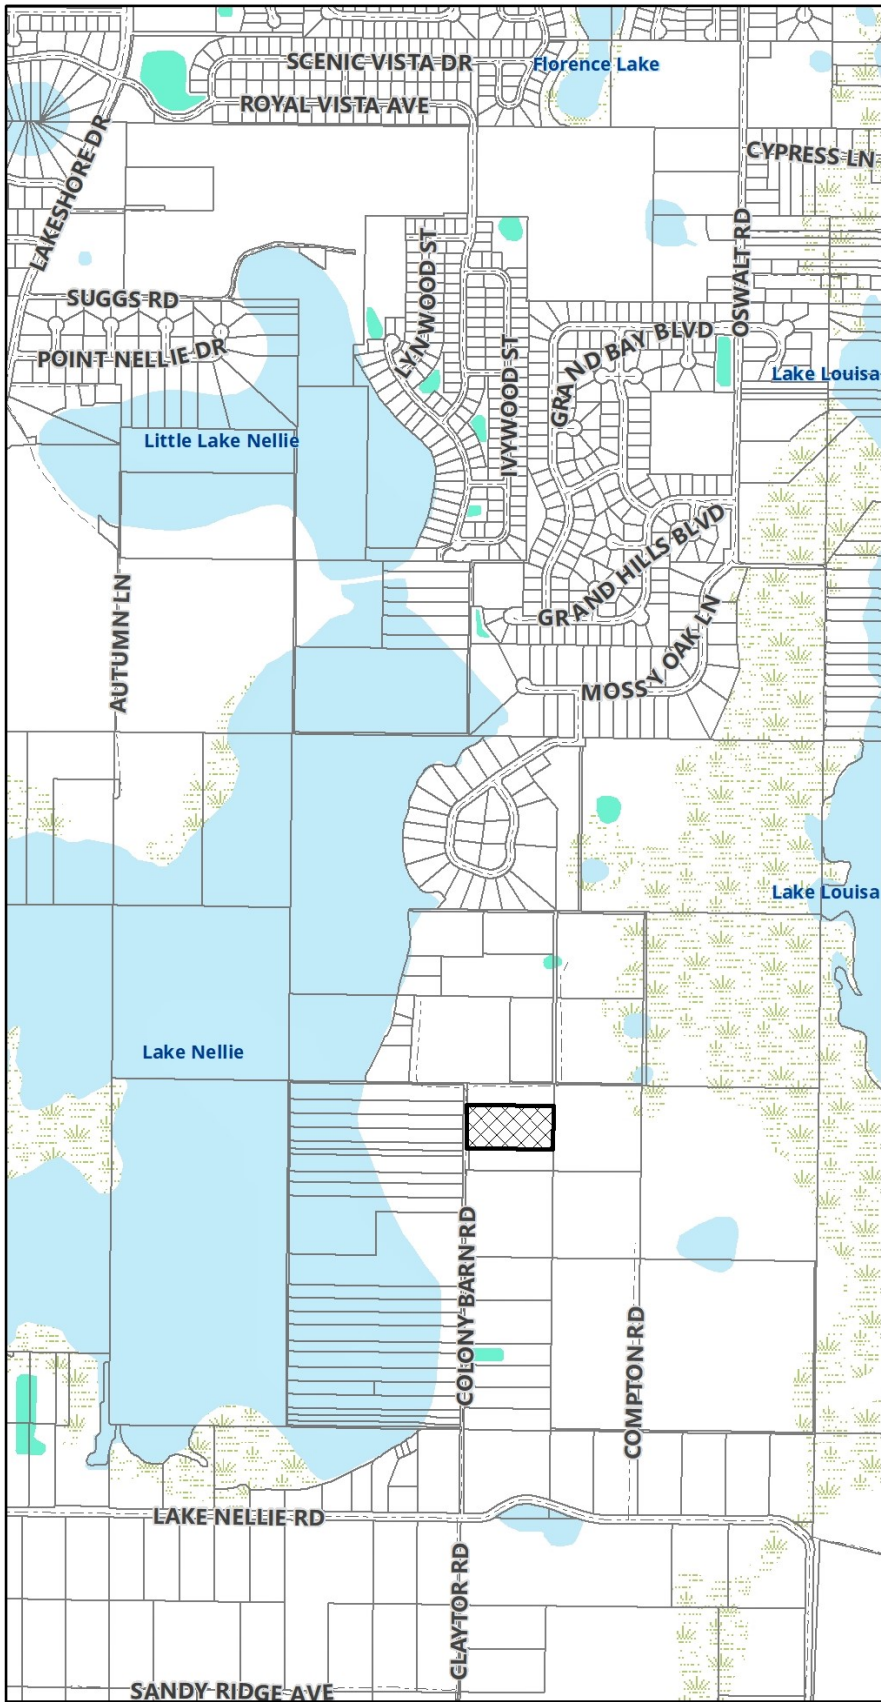 SCENIC VISTA DR
Florence Lake
ROYAL VISTA AVE
LAKESHORE DR
CYPRESS LN
OSWALT RD
LYNWOOD ST
SUGGS RD
POINT NELLIE DR
GRAND BAY BLVD
IVYWOOD ST
Lake Louisa
Little Lake Nellie
GRAND HILLS BLVD
AUTUMN LN
MOSSY OAK LN
Lake Louisa
Lake Nellie
COLONY BARN RD
COMPTON RD
LAKE NELLIE RD
CLAYTOR RD
SANDY RIDGE AVE